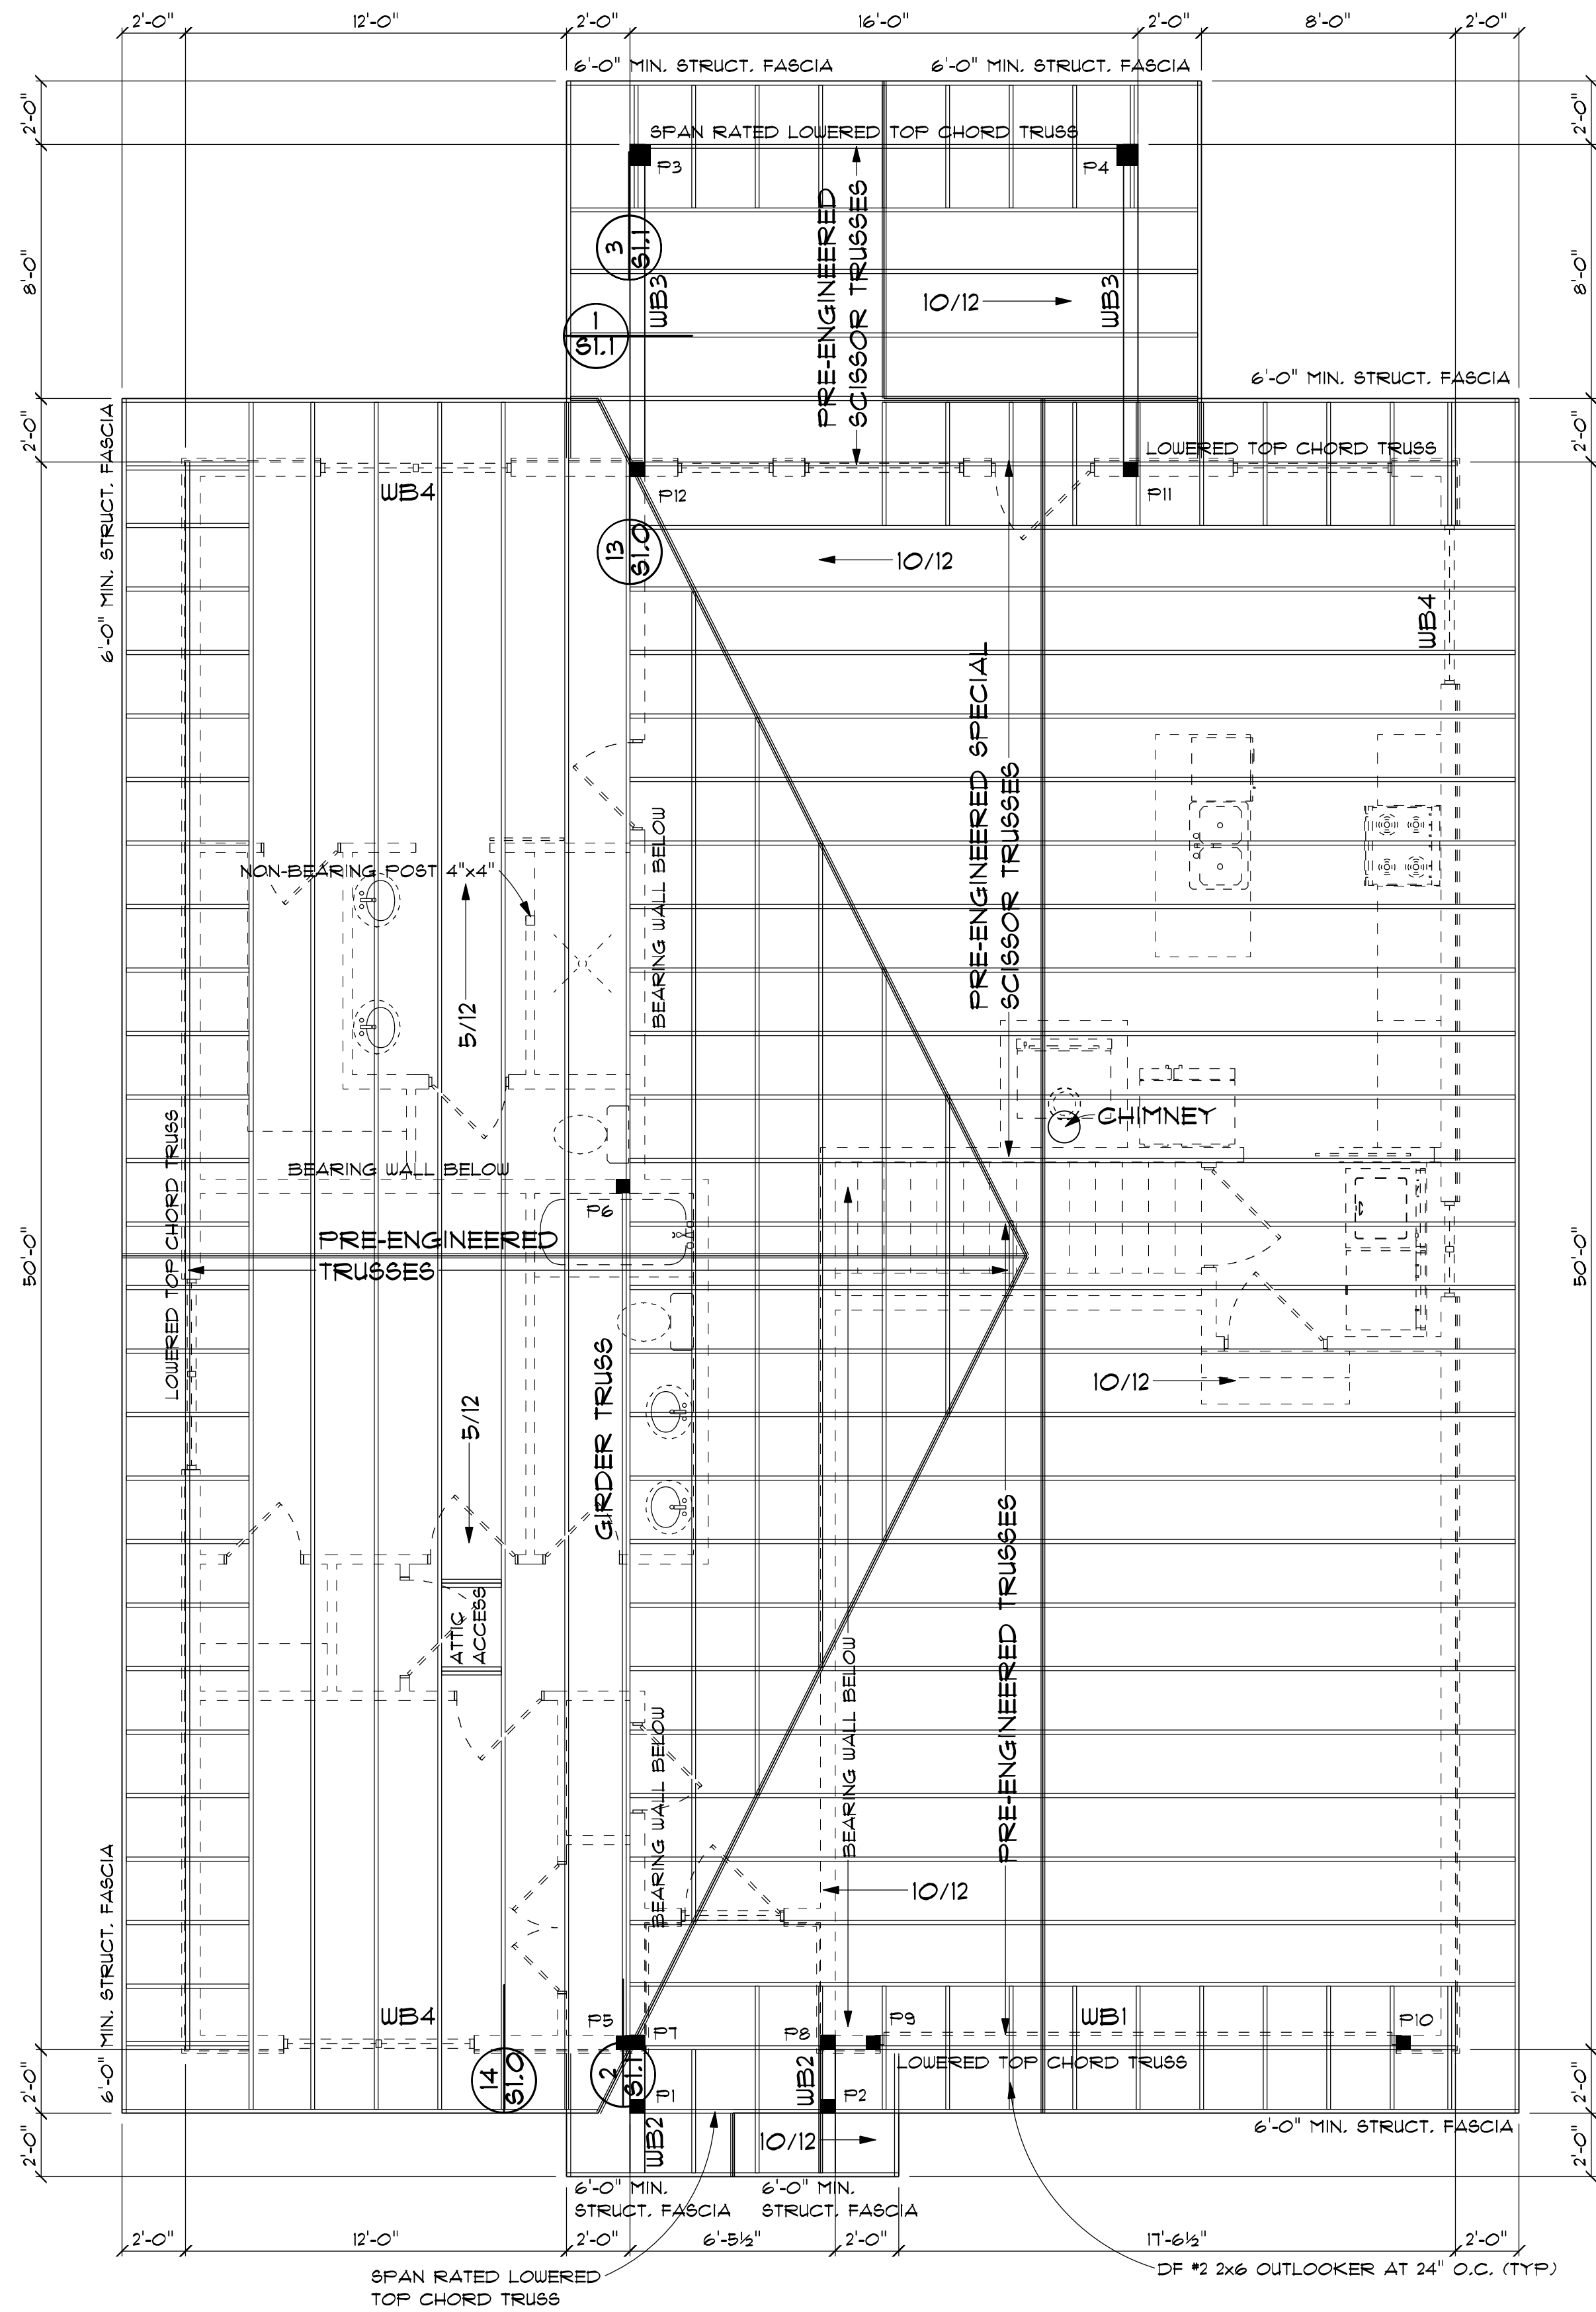 2'-0" 12'-0" 2'-0" 16'-0" 2'-0" 8'-0" 2'-0"
6'-0" MIN. STRUCT. FASCIA 6'-0" MIN. STRUCT. FASCIA
2'-0"
2'-0"
SPAN RATED LOWERED TOP CHORD TRUSS
P3
P4
PRE-ENGINEERED
SCISSOR TRUSSES
3
S1.1
8'-0"
WB3
WB3
8'-0"
10/12
1
S1.1
6'-0" MIN. STRUCT. FASCIA
2'-0"
2'-0"
6'-0" MIN. STRUCT. FASCIA
LOWERED TOP CHORD TRUSS
WB4
P12
P11
13
S1.0
10/12
WB4
PRE-ENGINEERED SPECIAL
SCISSOR TRUSSES
NON-BEARING POST 4"x4"
BEARING WALL BELOW
5/12
CHIMNEY
LOWERED TOP CHORD TRUSS
BEARING WALL BELOW
P6
PRE-ENGINEERED
TRUSSES
50'-0"
50'-0"
GIRDER TRUSS
10/12
5/12
ATTIC
ACCESS
PRE-ENGINEERED TRUSSES
BEARING WALL BELOW
BEARING WALL BELOW
10/12
6'-0" MIN. STRUCT. FASCIA
WB4
P5
P7
P8
P9
WB1
P10
14
S1.0
2
S1.1
WB2
LOWERED TOP CHORD TRUSS
2'-0"
2'-0"
P1
P2
WB2
10/12
6'-0" MIN. STRUCT. FASCIA
2'-0"
2'-0"
6'-0" MIN.
STRUCT. FASCIA
6'-0" MIN.
STRUCT. FASCIA
2'-0" 12'-0" 2'-0" 6'-5½" 2'-0" 17'-6½" 2'-0"
SPAN RATED LOWERED
TOP CHORD TRUSS
DF #2 2x6 OUTLOOKER AT 24" O.C. (TYP.)